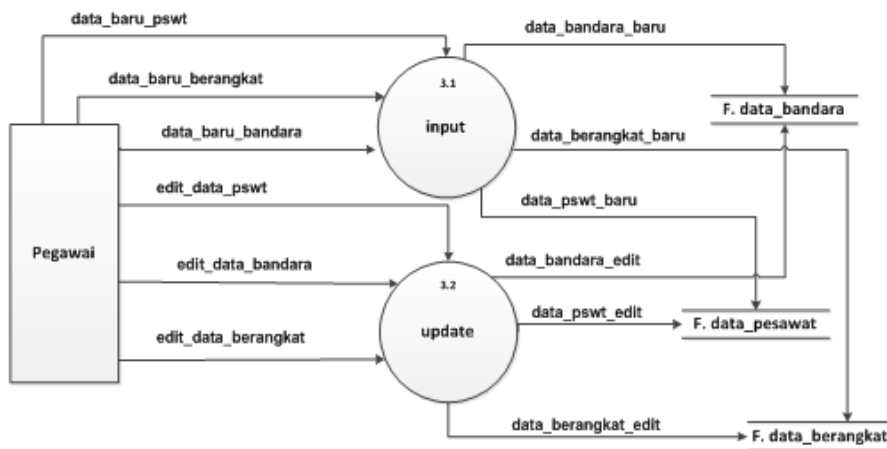 data_baru_pswt
data_bandara_baru
data_baru_berangkat
3.1
input
F. data_bandara
data_baru_bandara
data_berangkat_baru
edit_data_pswt
data_pswt_baru
Pegawai
edit_data_bandara
data_bandara_edit
3.2
update
data_pswt_edit
F. data_pesawat
edit_data_berangkat
data_berangkat_edit
F. data_berangkat